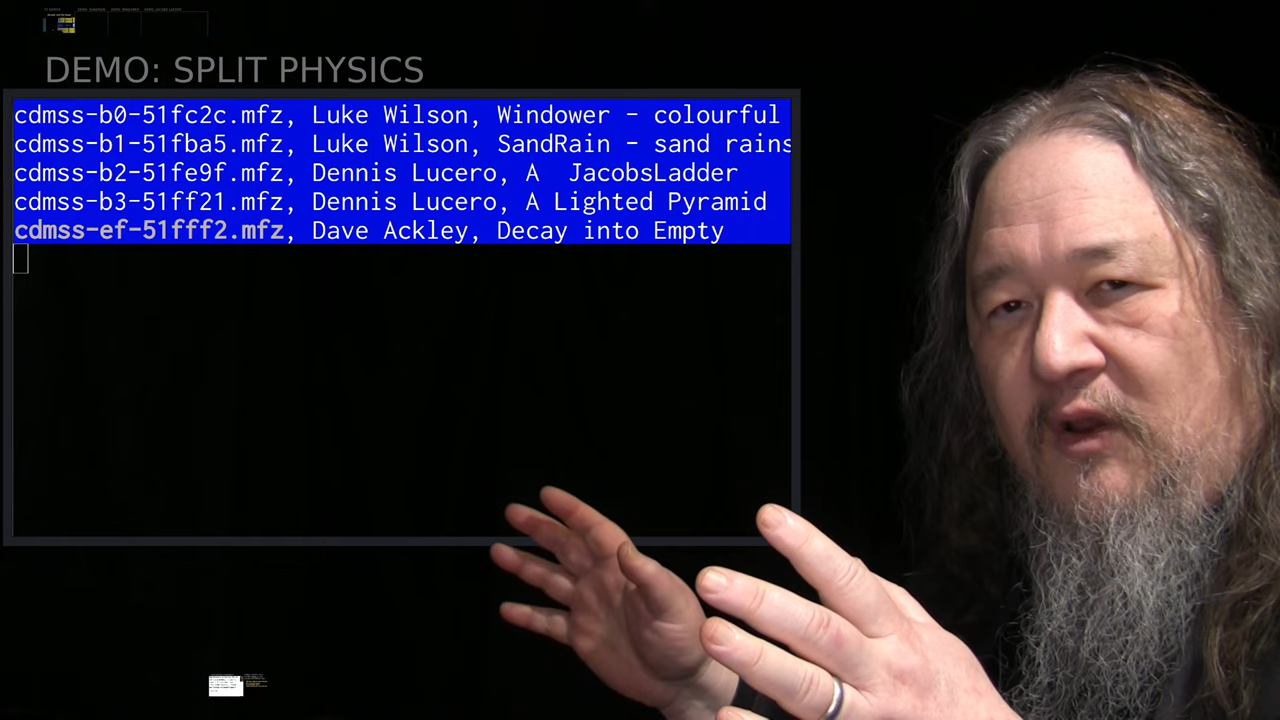 DEMO: SPLIT PHYSICS
cdmss-b0-51fc2c.mfz, Luke Wilson, Windower - colourful
cdmss-b1-51fba5.mfz, Luke Wilson, SandRain - sand rains
cdmss-b2-51fe9f.mfz, Dennis Lucero, A  JacobsLadder
cdmss-b3-51ff21.mfz, Dennis Lucero, A Lighted Pyramid
cdmss-ef-51fff2.mfz, Dave Ackley, Decay into Empty